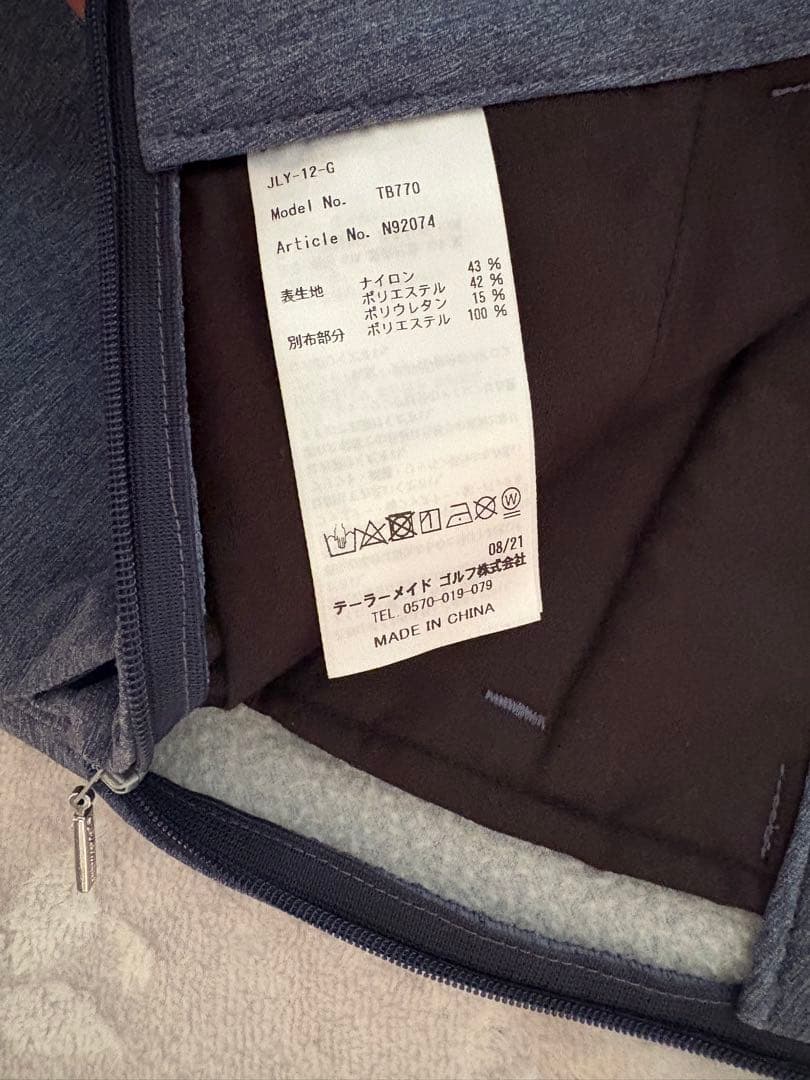 JLY-12-G
Model No. TB770
Article No. N92074
表生地 ナイロン 43 %
ポリエステル 42 %
ポリウレタン 15 %
別布部分 ポリエステル 100 %
W
08/21
テーラーメイド ゴルフ株式会社
TEL. 0570-019-079
MADE IN CHINA